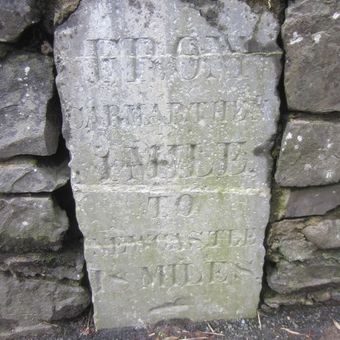 FROM
CARMARTHEN
1 MILE
TO
NEWCASTLE
18 MILES